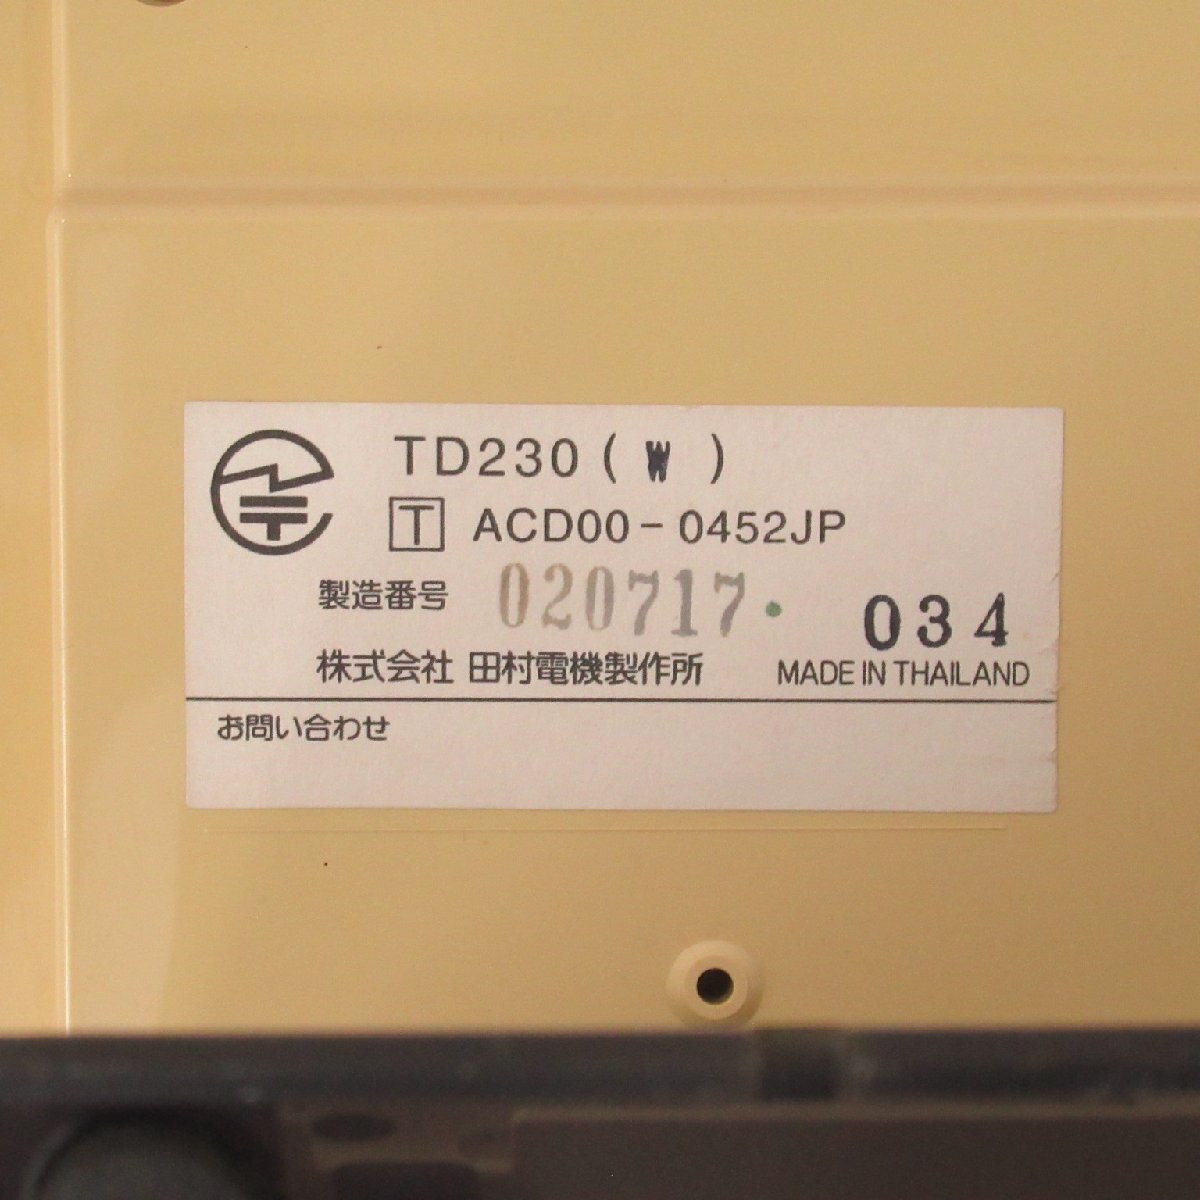 TD230 ( W )
T ACD00-0452JP
製造番号 020717 034
株式会社 田村電機製作所 MADE IN THAILAND
お問い合わせ